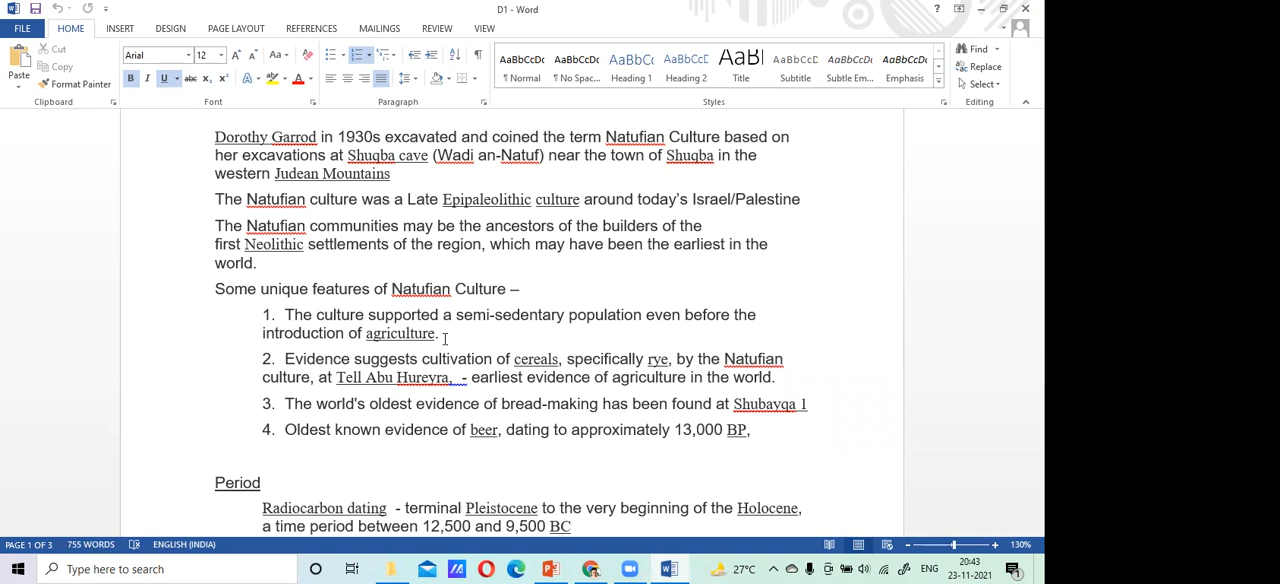 D1 - Word
FILE HOME INSERT DESIGN PAGE LAYOUT REFERENCES MAILINGS REVIEW VIEW
Paste Cut Copy Format Painter Clipboard
Arial 12 Font
Paragraph
AaBbCcDc AaBbCcDc AaBbCc AaBbCcC AaBl AaBbCcD AaBbCcDc AaBbCcDc
¶ Normal ¶ No Spac... Heading 1 Heading 2 Title Subtitle Subtle Em... Emphasis
Styles
Find Replace Select Editing
Dorothy Garrod in 1930s excavated and coined the term Natufian Culture based on
her excavations at Shuqba cave (Wadi an-Natuf) near the town of Shuqba in the
western Judean Mountains
The Natufian culture was a Late Epipaleolithic culture around today's Israel/Palestine
The Natufian communities may be the ancestors of the builders of the
first Neolithic settlements of the region, which may have been the earliest in the
world.
Some unique features of Natufian Culture –
1. The culture supported a semi-sedentary population even before the
introduction of agriculture.
2. Evidence suggests cultivation of cereals, specifically rye, by the Natufian
culture, at Tell Abu Hureyra, - earliest evidence of agriculture in the world.
3. The world's oldest evidence of bread-making has been found at Shubayqa 1
4. Oldest known evidence of beer, dating to approximately 13,000 BP,
Period
Radiocarbon dating - terminal Pleistocene to the very beginning of the Holocene,
a time period between 12,500 and 9,500 BC
PAGE 1 OF 3 755 WORDS ENGLISH (INDIA) 130%
Type here to search 27°C ENG 20:43
23-11-2021